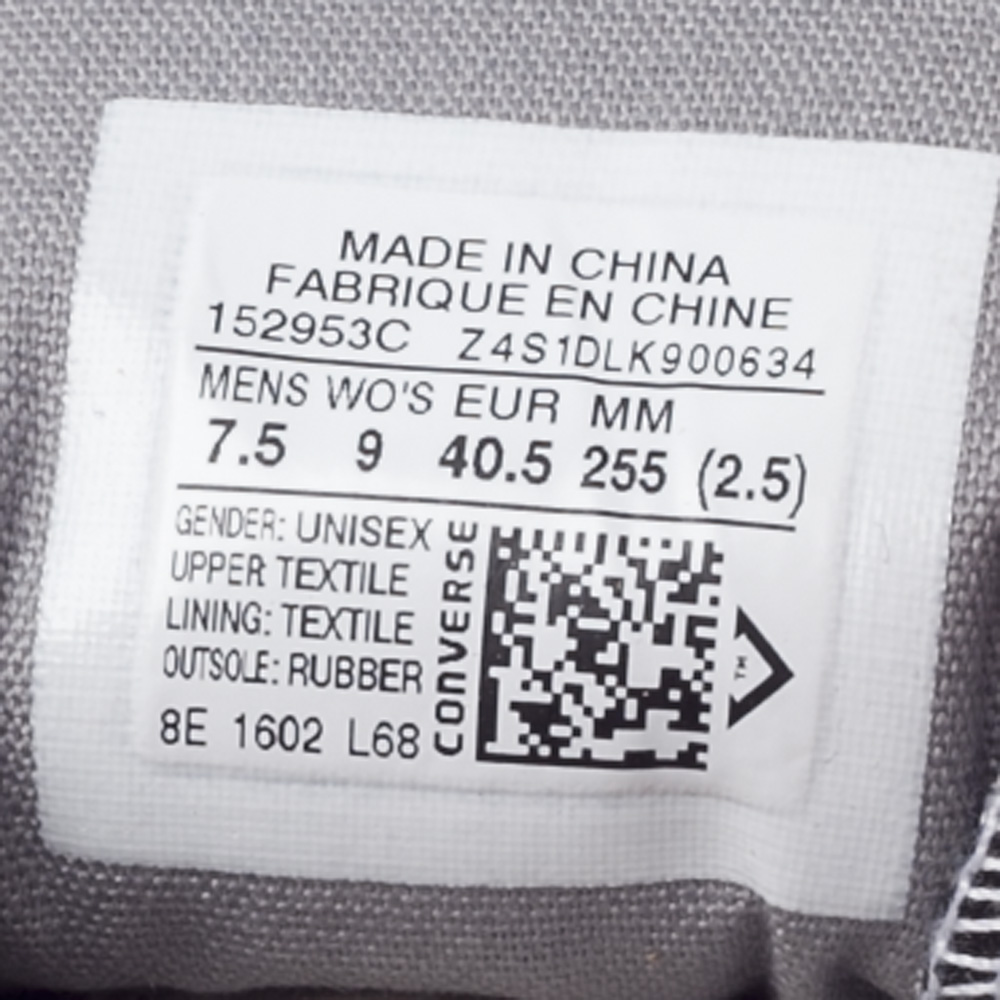 MADE IN CHINA
FABRIQUE EN CHINE
152953C Z4S1DLK900634
MENS WO'S EUR MM
7.5 9 40.5 255 (2.5)
GENDER: UNISEX
UPPER TEXTILE
LINING: TEXTILE
OUTSOLE: RUBBER
8E 1602 L68
CONVERSE
TM